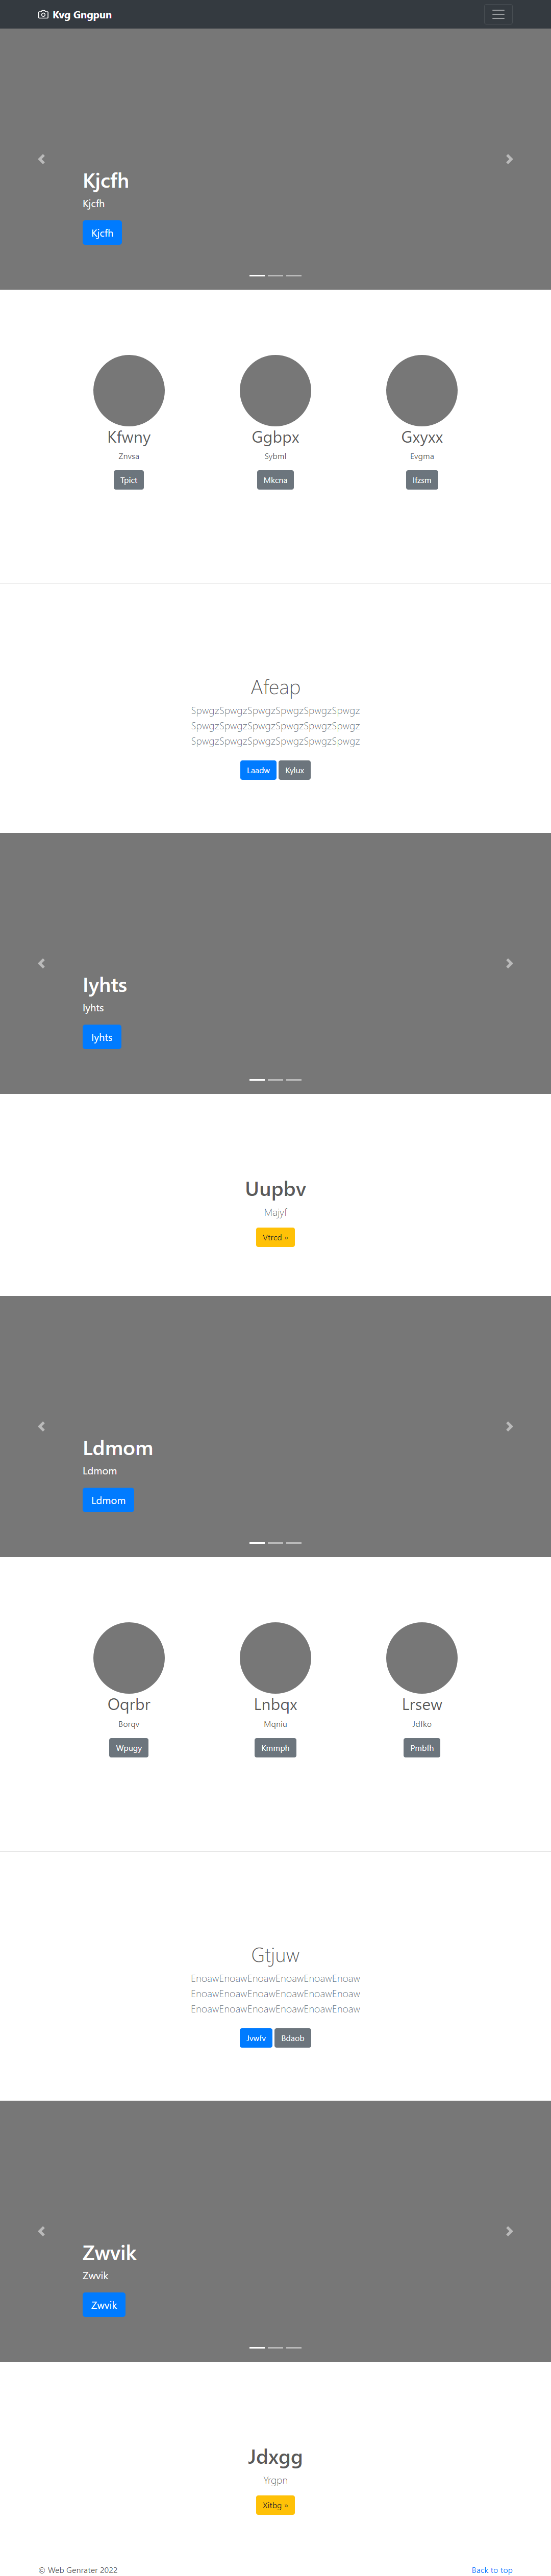 Kvg Gngpun
Kjcfh
Kjcfh
Kjcfh
Kfwny
Znvsa
Tpict
Ggbpx
Sybml
Mkcna
Gxyxx
Evgma
Ifzsm
Afeap
SpwgzSpwgzSpwgzSpwgzSpwgzSpwgz
SpwgzSpwgzSpwgzSpwgzSpwgzSpwgz
SpwgzSpwgzSpwgzSpwgzSpwgzSpwgz
Laadw Kylux
Iyhts
Iyhts
Iyhts
Uupbv
Majyf
Vtrcd »
Ldmom
Ldmom
Ldmom
Oqrbr
Borqv
Wpugy
Lnbqx
Mqniu
Kmmph
Lrsew
Jdfko
Pmbfh
Gtjuw
EnoawEnoawEnoawEnoawEnoawEnoaw
EnoawEnoawEnoawEnoawEnoawEnoaw
EnoawEnoawEnoawEnoawEnoawEnoaw
Jvwfv Bdaob
Zwvik
Zwvik
Zwvik
Jdxgg
Yrgpn
Xitbg »
© Web Genrater 2022
Back to top